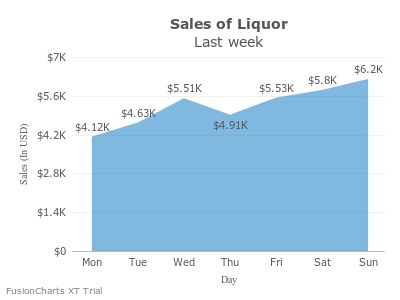 Sales of Liquor
Last week
$7K
$5.6K
$4.2K
$2.8K
$1.4K
$0
Sales (In USD)
$4.12K
$4.63K
$5.51K
$4.91K
$5.53K
$5.8K
$6.2K
Mon Tue Wed Thu Fri Sat Sun
Day
FusionCharts XT Trial